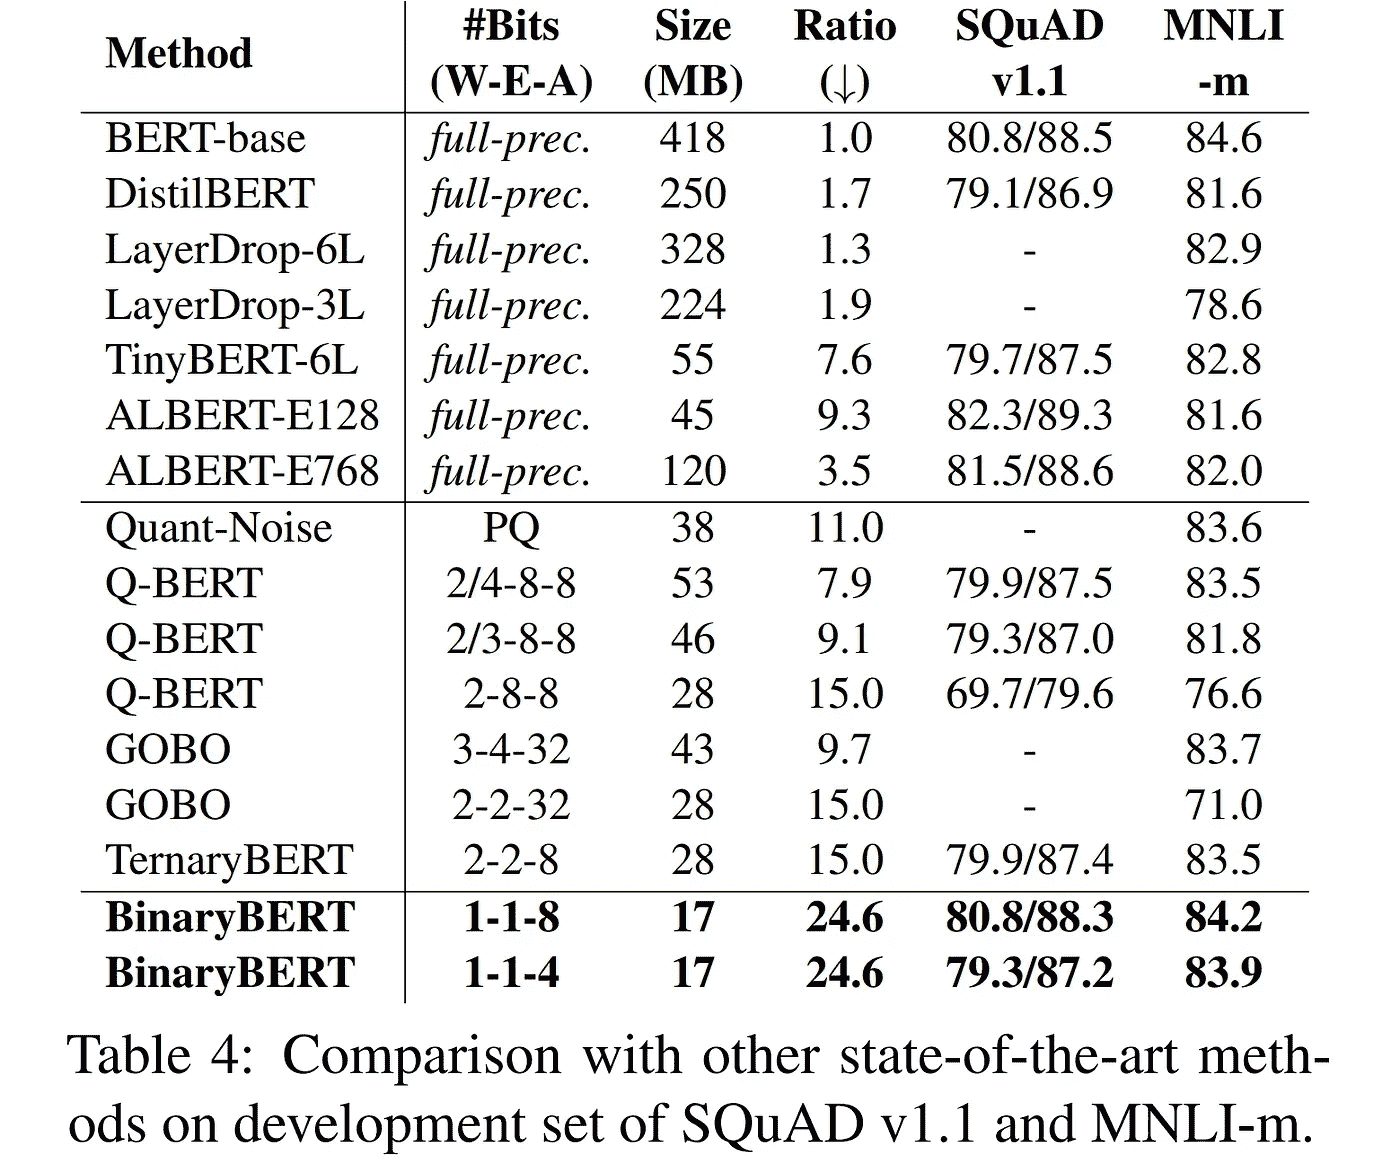 Method #Bits Size Ratio SQuAD MNLI
(W-E-A) (MB) (↓) v1.1 -m
BERT-base full-prec. 418 1.0 80.8/88.5 84.6
DistilBERT full-prec. 250 1.7 79.1/86.9 81.6
LayerDrop-6L full-prec. 328 1.3 - 82.9
LayerDrop-3L full-prec. 224 1.9 - 78.6
TinyBERT-6L full-prec. 55 7.6 79.7/87.5 82.8
ALBERT-E128 full-prec. 45 9.3 82.3/89.3 81.6
ALBERT-E768 full-prec. 120 3.5 81.5/88.6 82.0
Quant-Noise PQ 38 11.0 - 83.6
Q-BERT 2/4-8-8 53 7.9 79.9/87.5 83.5
Q-BERT 2/3-8-8 46 9.1 79.3/87.0 81.8
Q-BERT 2-8-8 28 15.0 69.7/79.6 76.6
GOBO 3-4-32 43 9.7 - 83.7
GOBO 2-2-32 28 15.0 - 71.0
TernaryBERT 2-2-8 28 15.0 79.9/87.4 83.5
BinaryBERT 1-1-8 17 24.6 80.8/88.3 84.2
BinaryBERT 1-1-4 17 24.6 79.3/87.2 83.9
Table 4: Comparison with other state-of-the-art meth-
ods on development set of SQuAD v1.1 and MNLI-m.